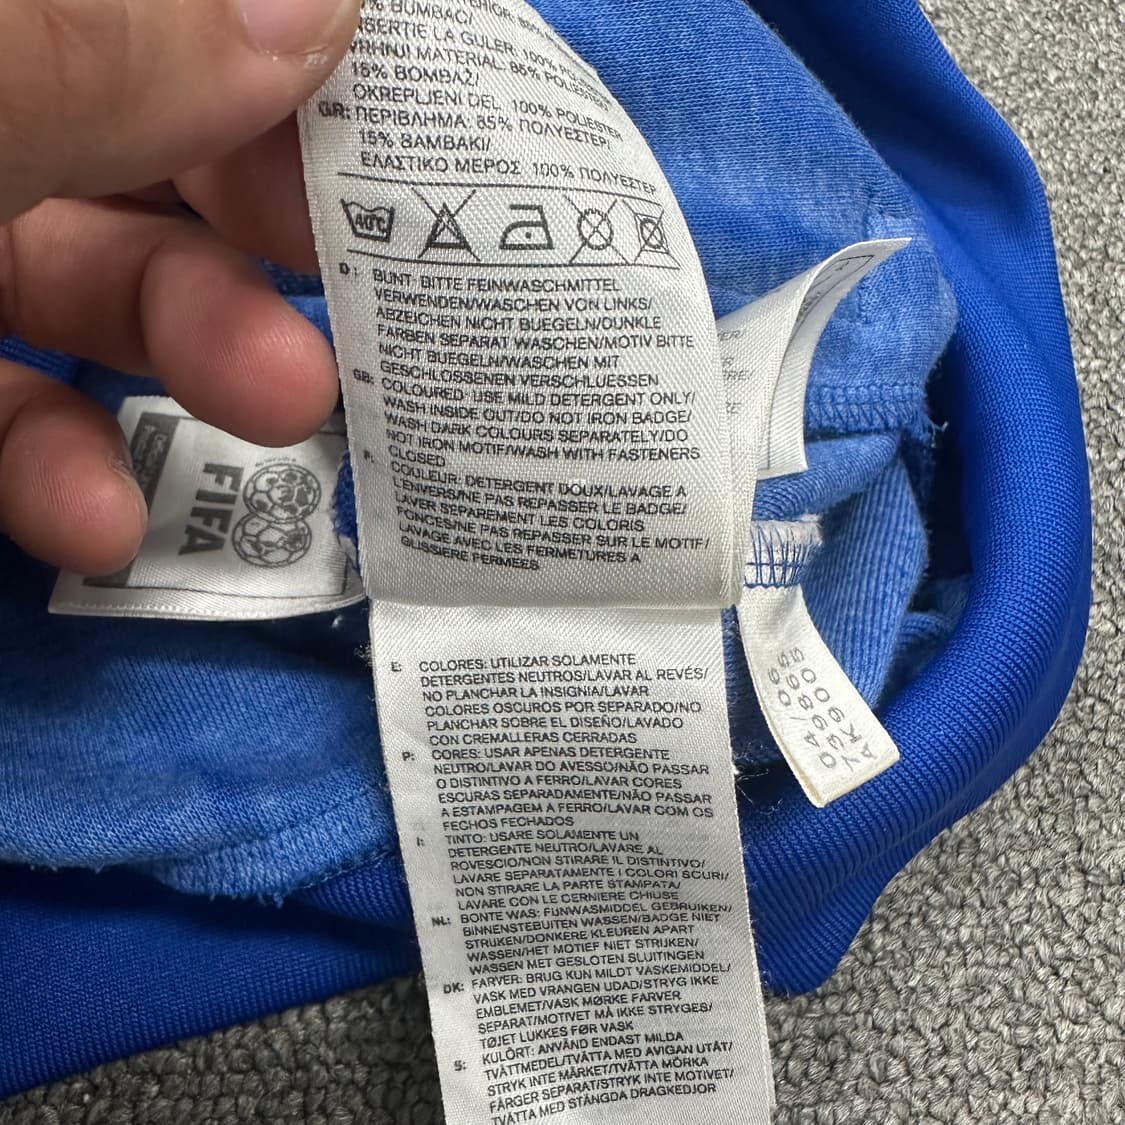 % BUMBAC/
INSERTIE LA GULER: 100%
MATERIAL: 85% POLIESTER
15% BOMBAŽ/
OKREPLJENI DEL 100% POLIESTER
GR: ΠΕΡΙΒΛΗΜΑ: 85% ΠΟΛΥΕΣΤΕΡ/
15% BAMBAKI/
ΕΛΑΣΤΙΚΟ ΜΕΡΟΣ 100% ΠΟΛΥΕΣΤΕΡ
40°C
D: BUNT: BITTE FEINWASCHMITTEL
VERWENDEN/WASCHEN VON LINKS/
ABZEICHEN NICHT BUEGELN/DUNKLE
FARBEN SEPARAT WASCHEN/MOTIV BITTE
NICHT BUEGELN/WASCHEN MIT
GESCHLOSSENEN VERSCHLUESSEN
GB: COLOURED: USE MILD DETERGENT ONLY/
WASH INSIDE OUT/DO NOT IRON BADGE/
WASH DARK COLOURS SEPARATELY/DO
NOT IRON MOTIF/WASH WITH FASTENERS
CLOSED
F: COULEUR: DETERGENT DOUX/LAVAGE A
L'ENVERS/NE PAS REPASSER LE BADGE/
LAVER SEPAREMENT LES COLORIS
FONCES/NE PAS REPASSER SUR LE MOTIF/
LAVAGE AVEC LES FERMETURES A
GLISSIERE FERMEES
E: COLORES: UTILIZAR SOLAMENTE
DETERGENTES NEUTROS/LAVAR AL REVÉS/
NO PLANCHAR LA INSIGNIA/LAVAR
COLORES OSCUROS POR SEPARADO/NO
PLANCHAR SOBRE EL DISEÑO/LAVADO
CON CREMALLERAS CERRADAS
P: CORES: USAR APENAS DETERGENTE
NEUTRO/LAVAR DO AVESSO/NÃO PASSAR
O DISTINTIVO A FERRO/LAVAR CORES
ESCURAS SEPARADAMENTE/NÃO PASSAR
A ESTAMPAGEM A FERRO/LAVAR COM OS
FECHOS FECHADOS
I: TINTO: USARE SOLAMENTE UN
DETERGENTE NEUTRO/LAVARE AL
ROVESCIO/NON STIRARE IL DISTINTIVO/
LAVARE SEPARATAMENTE I COLORI SCURI/
NON STIRARE LA PARTE STAMPATA/
LAVARE CON LE CERNIERE CHIUSE
NL: BONTE WAS: FIJNWASMIDDEL GEBRUIKEN/
BINNENSTEBUITEN WASSEN/BADGE NIET
STRIJKEN/DONKERE KLEUREN APART
WASSEN/HET MOTIEF NIET STRIJKEN/
WASSEN MET GESLOTEN SLUITINGEN
DK: FARVER: BRUG KUN MILDT VASKEMIDDEL/
VASK MED VRANGEN UDAD/STRYG IKKE
EMBLEMET/VASK MØRKE FARVER
SEPARAT/MOTIVET MÅ IKKE STRYGES/
TØJET LUKKES FØR VASK
S: KULÖRT: ANVÄND ENDAST MILDA
TVÄTTMEDEL/TVÄTTA MED AVIGAN UTÅT/
STRYK INTE MÄRKET/TVÄTTA MÖRKA
FÄRGER SEPARAT/STRYK INTE MOTIVET/
TVÄTTA MED STÄNGDA DRAGKEDJOR
FIFA
04/05